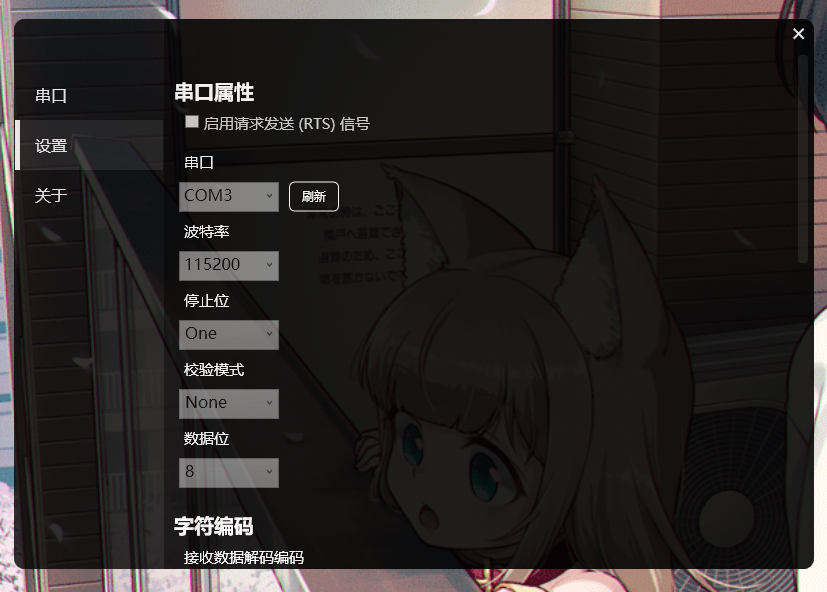 串口
设置
关于
串口属性
启用请求发送 (RTS) 信号
串口
COM3
刷新
波特率
115200
停止位
One
校验模式
None
数据位
8
字符编码
接收数据解码编码